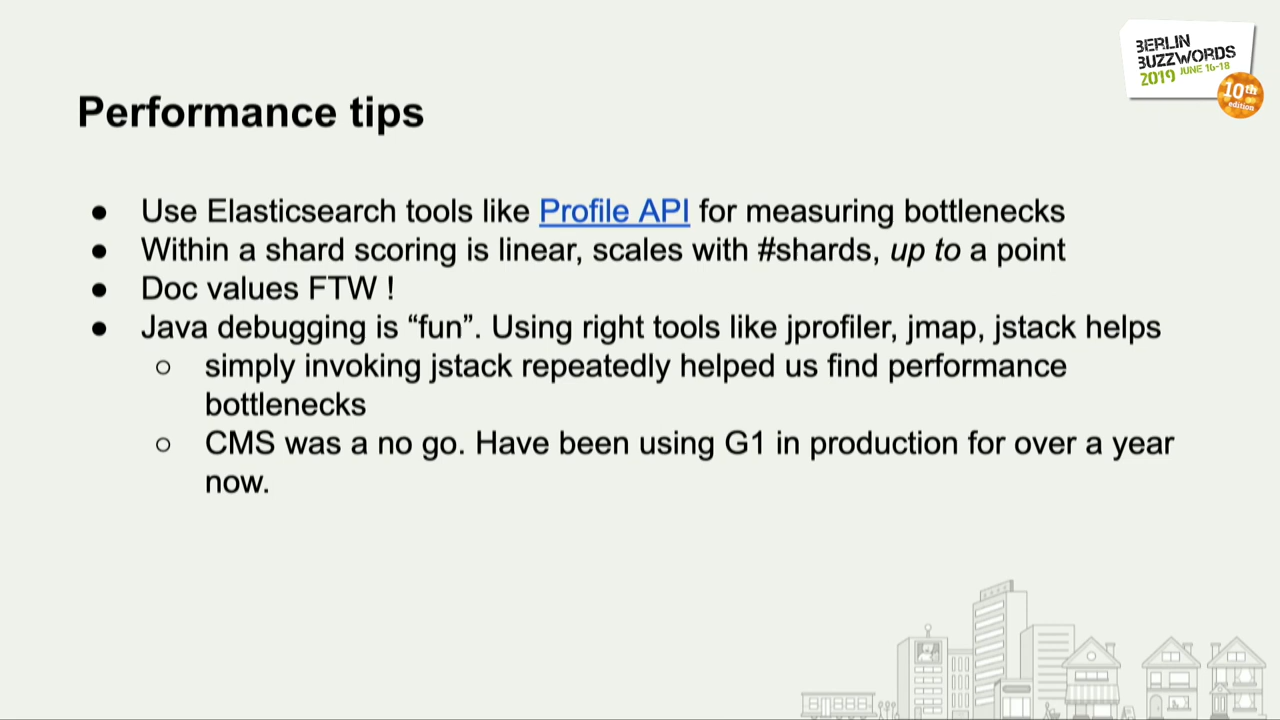 BERLIN
BUZZWORDS
2019 JUNE 16-18
10th
edition
Performance tips
● Use Elasticsearch tools like Profile API for measuring bottlenecks
● Within a shard scoring is linear, scales with #shards, up to a point
● Doc values FTW !
● Java debugging is “fun”. Using right tools like jprofiler, jmap, jstack helps
○ simply invoking jstack repeatedly helped us find performance
bottlenecks
○ CMS was a no go. Have been using G1 in production for over a year
now.